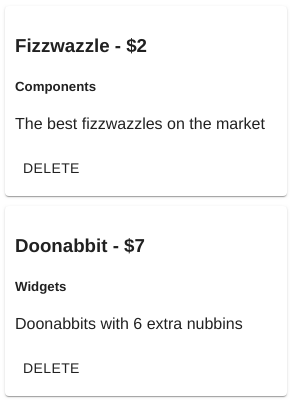 Fizzwazzle - $2
Components
The best fizzwazzles on the market
DELETE
Doonabbit - $7
Widgets
Doonabbits with 6 extra nubbins
DELETE